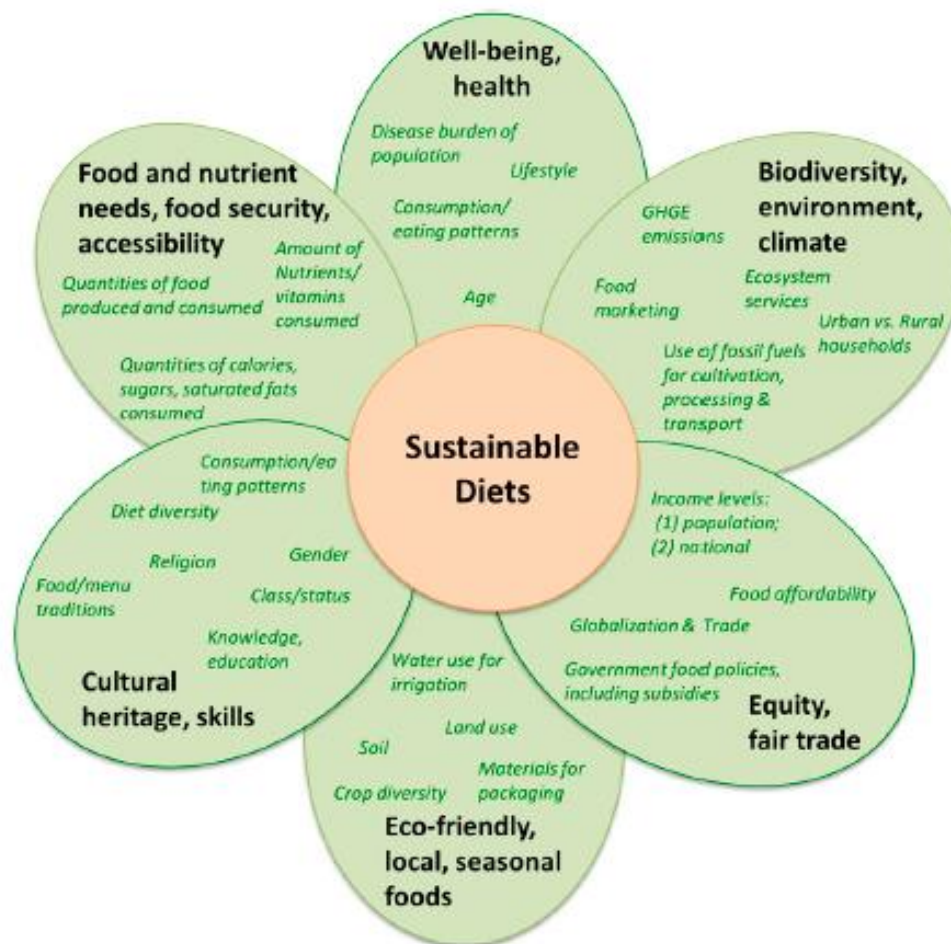 Well-being,
health
Disease burden of
population
Lifestyle
Consumption/
eating patterns
Age
Food and nutrient
needs, food security,
accessibility
Amount of
Nutrients/
vitamins
consumed
Quantities of food
produced and consumed
Quantities of calories,
sugars, saturated fats
consumed
Biodiversity,
environment,
climate
GHGE
emissions
Ecosystem
services
Food
marketing
Urban vs. Rural
households
Use of fossil fuels
for cultivation,
processing &
transport
Sustainable
Diets
Consumption/ea
ting patterns
Diet diversity
Religion
Gender
Food/menu
traditions
Class/status
Knowledge,
education
Cultural
heritage, skills
Income levels:
(1) population;
(2) national
Food affordability
Globalization & Trade
Government food policies,
including subsidies
Equity,
fair trade
Water use for
irrigation
Land use
Soil
Materials for
packaging
Crop diversity
Eco-friendly,
local, seasonal
foods